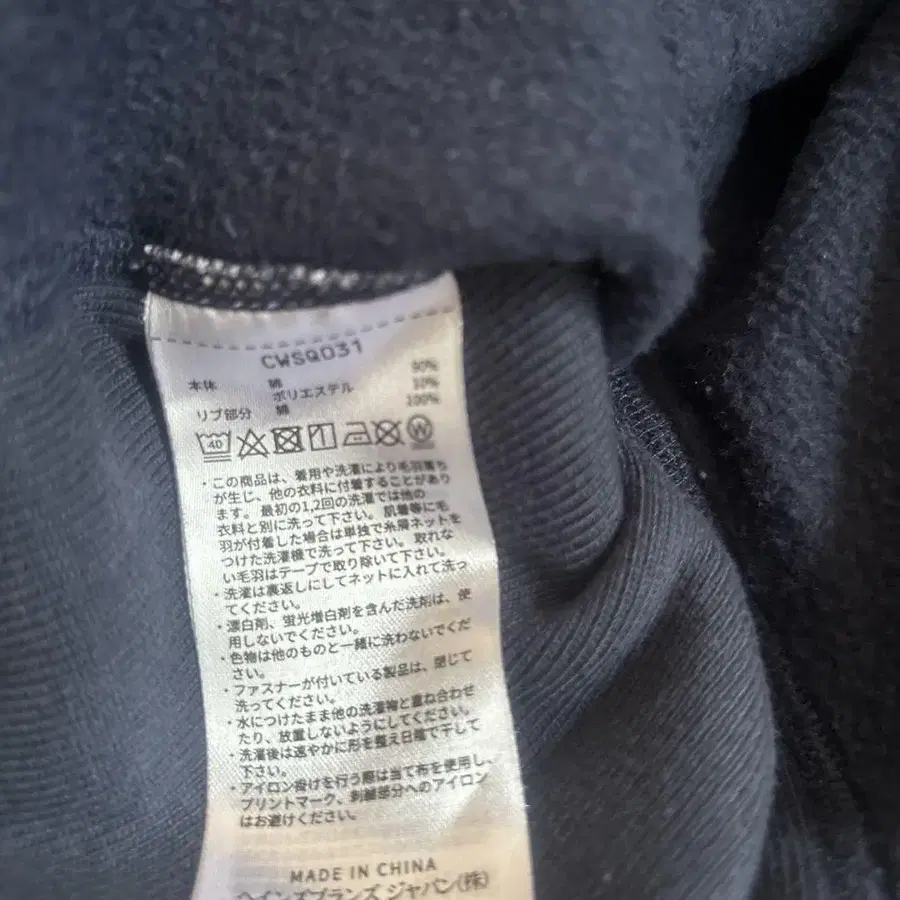 CWSQ031
本体 綿 90%
ポリエステル 10%
リブ部分 綿 100%
40 W
・この商品は、着用や洗濯により毛羽落ち
が生じ、他の衣料に付着することがあり
ます。最初の1,2回の洗濯では他の
衣料と別に洗って下さい。肌着等に毛
羽が付着した場合は単独で糸屑ネットを
つけた洗濯機で洗って下さい。取れな
い毛羽はテープで取り除いて下さい。
・洗濯は裏返しにしてネットに入れて洗っ
てください。
・漂白剤、蛍光増白剤を含んだ洗剤は、使
用しないでください。
・色物は他のものと一緒に洗わないでくだ
さい。
・ファスナーが付いている製品は、閉じて
洗ってください。
・水につけたまま他の洗濯物と重ね合わせ
たり、放置しないようにしてください。
・洗濯後は速やかに形を整え日陰で干して
下さい。
・アイロン掛けを行う際は当て布を使用し、
プリントマーク、刺繍部分へのアイロン
はお避けください。
MADE IN CHINA
ヘインズブランズ ジャパン(株)